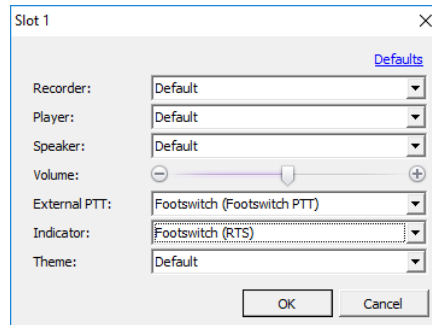 Slot 1
Defaults
Recorder: Default
Player: Default
Speaker: Default
Volume:
External PTT: Footswitch (Footswitch PTT)
Indicator: Footswitch (RTS)
Theme: Default
OK Cancel